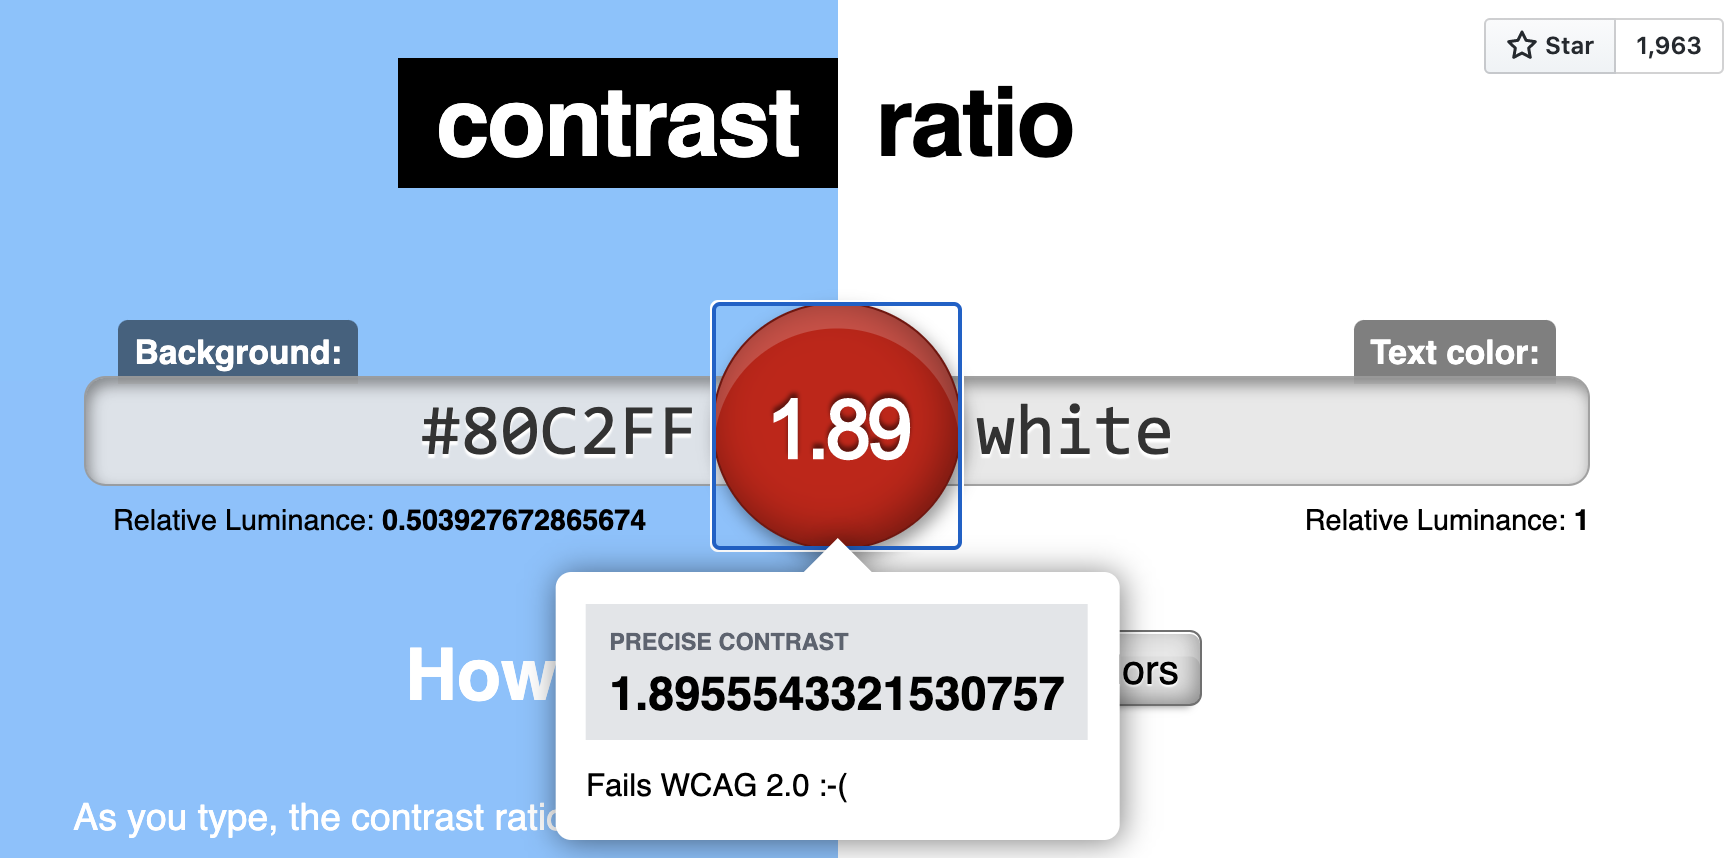 Star 1,963
contrast ratio
Background:
Text color:
#80C2FF 1.89 white
Relative Luminance: 0.503927672865674
Relative Luminance: 1
How
ors
PRECISE CONTRAST
1.8955543321530757
Fails WCAG 2.0 :-(
As you type, the contrast ratio